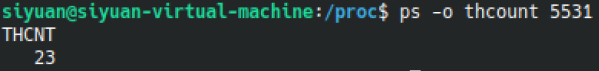 siyuan@siyuan-virtual-machine:/proc$ ps -o thcount 5531
THCNT
23